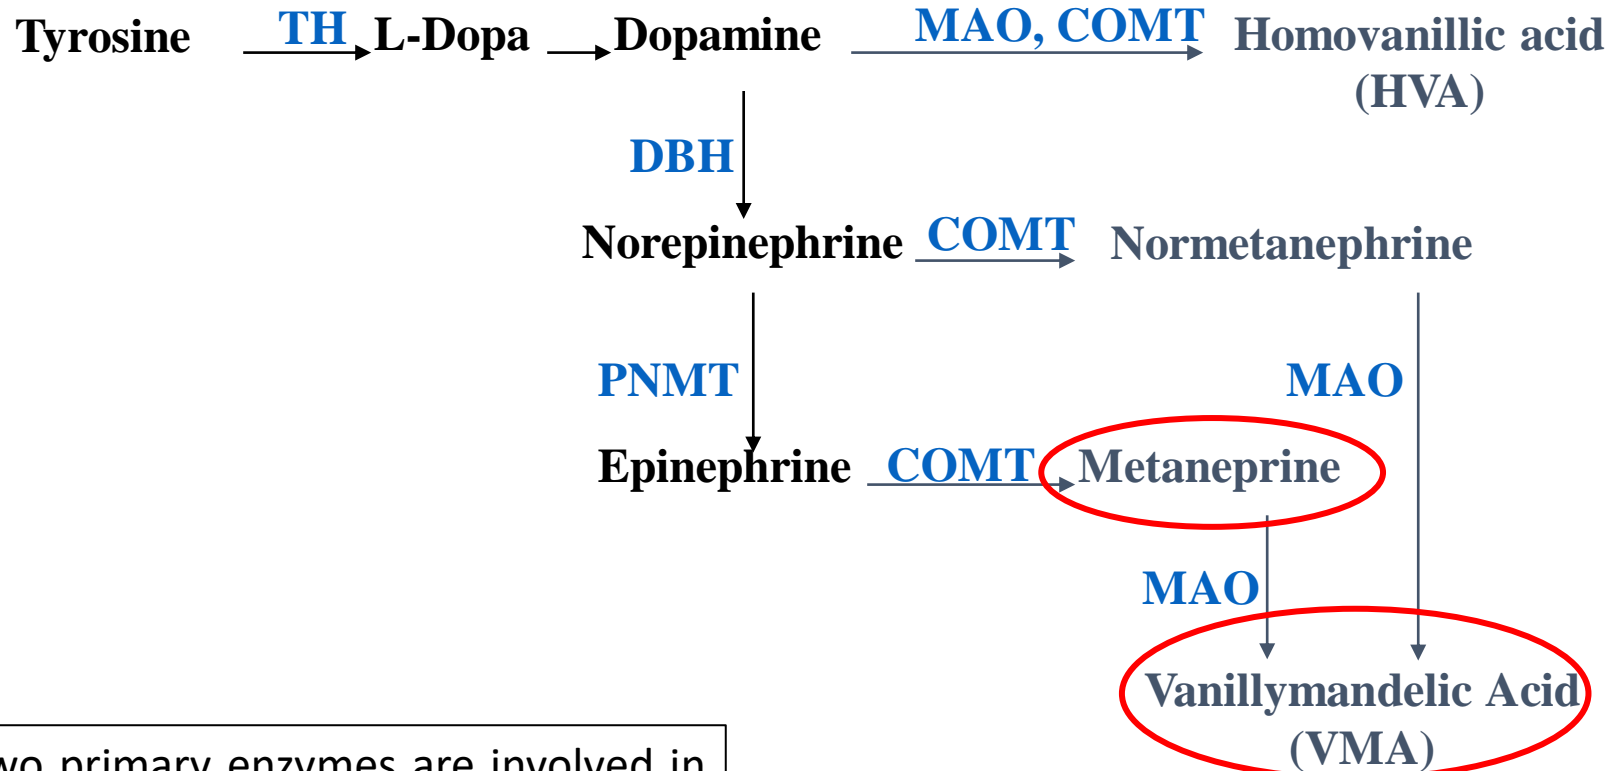 Tyrosine TH L-Dopa Dopamine MAO, COMT Homovanillic acid
(HVA)
DBH
Norepinephrine COMT Normetanephrine
PNMT MAO
Epinephrine COMT Metaneprine
MAO
Vanillymandelic Acid
(VMA)
wo primary enzymes are involved in